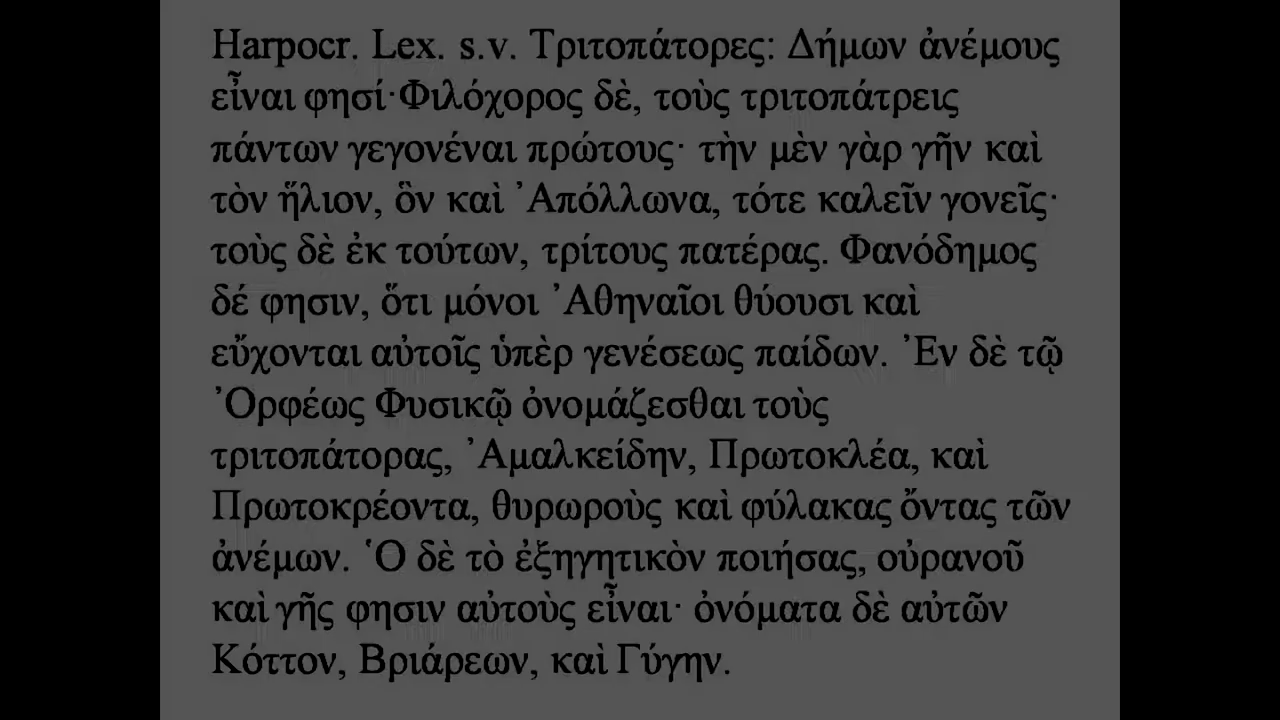 Harpocr. Lex. s.v. Τριτοπάτορες: Δήμων ἀνέμους
εἶναι φησί·Φιλόχορος δὲ, τοὺς τριτοπάτρεις
πάντων γεγονέναι πρώτους· τὴν μὲν γὰρ γῆν καὶ
τὸν ἥλιον, ὃν καὶ ᾿Απόλλωνα, τότε καλεῖν γονεῖς·
τοὺς δὲ ἐκ τούτων, τρίτους πατέρας. Φανόδημος
δέ φησιν, ὅτι μόνοι ᾿Αθηναῖοι θύουσι καὶ
εὔχονται αὐτοῖς ὑπὲρ γενέσεως παίδων. ᾿Εν δὲ τῷ
᾿Ορφέως Φυσικῷ ὀνομάζεσθαι τοὺς
τριτοπάτορας, ᾿Αμαλκείδην, Πρωτοκλέα, καὶ
Πρωτοκρέοντα, θυρωροὺς καὶ φύλακας ὄντας τῶν
ἀνέμων. ῾Ο δὲ τὸ ἐξηγητικὸν ποιήσας, οὐρανοῦ
καὶ γῆς φησιν αὐτοὺς εἶναι· ὀνόματα δὲ αὐτῶν
Κόττον, Βριάρεων, καὶ Γύγην.